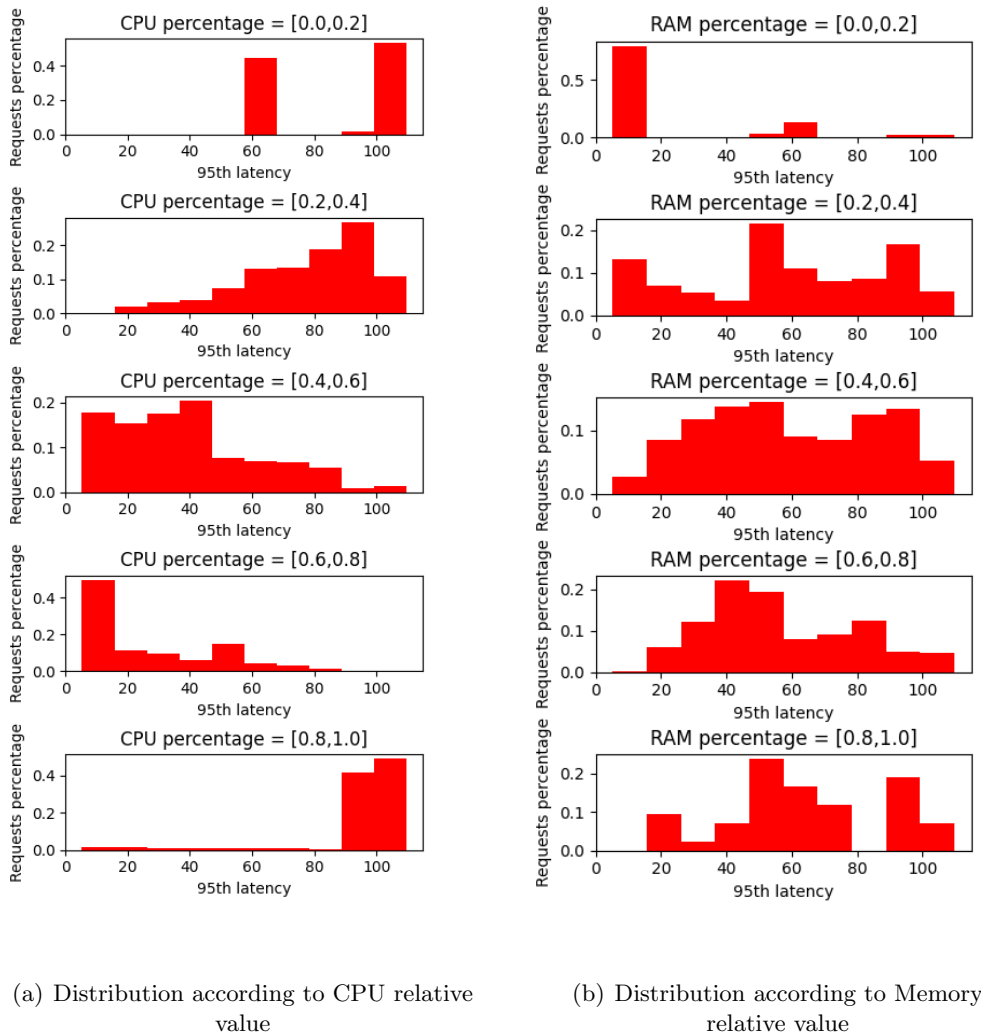 CPU percentage = [0.0,0.2]
Requests percentage
0.4
0.2
0.0
0 20 40 60 80 100
95th latency
CPU percentage = [0.2,0.4]
Requests percentage
0.2
0.1
0.0
0 20 40 60 80 100
95th latency
CPU percentage = [0.4,0.6]
Requests percentage
0.2
0.1
0.0
0 20 40 60 80 100
95th latency
CPU percentage = [0.6,0.8]
Requests percentage
0.4
0.2
0.0
0 20 40 60 80 100
95th latency
CPU percentage = [0.8,1.0]
Requests percentage
0.4
0.2
0.0
0 20 40 60 80 100
95th latency
(a) Distribution according to CPU relative
value
RAM percentage = [0.0,0.2]
Requests percentage
0.5
0.0
0 20 40 60 80 100
95th latency
RAM percentage = [0.2,0.4]
Requests percentage
0.2
0.1
0.0
0 20 40 60 80 100
95th latency
RAM percentage = [0.4,0.6]
Requests percentage
0.1
0.0
0 20 40 60 80 100
95th latency
RAM percentage = [0.6,0.8]
Requests percentage
0.2
0.1
0.0
0 20 40 60 80 100
95th latency
RAM percentage = [0.8,1.0]
Requests percentage
0.2
0.1
0.0
0 20 40 60 80 100
95th latency
(b) Distribution according to Memory
relative value